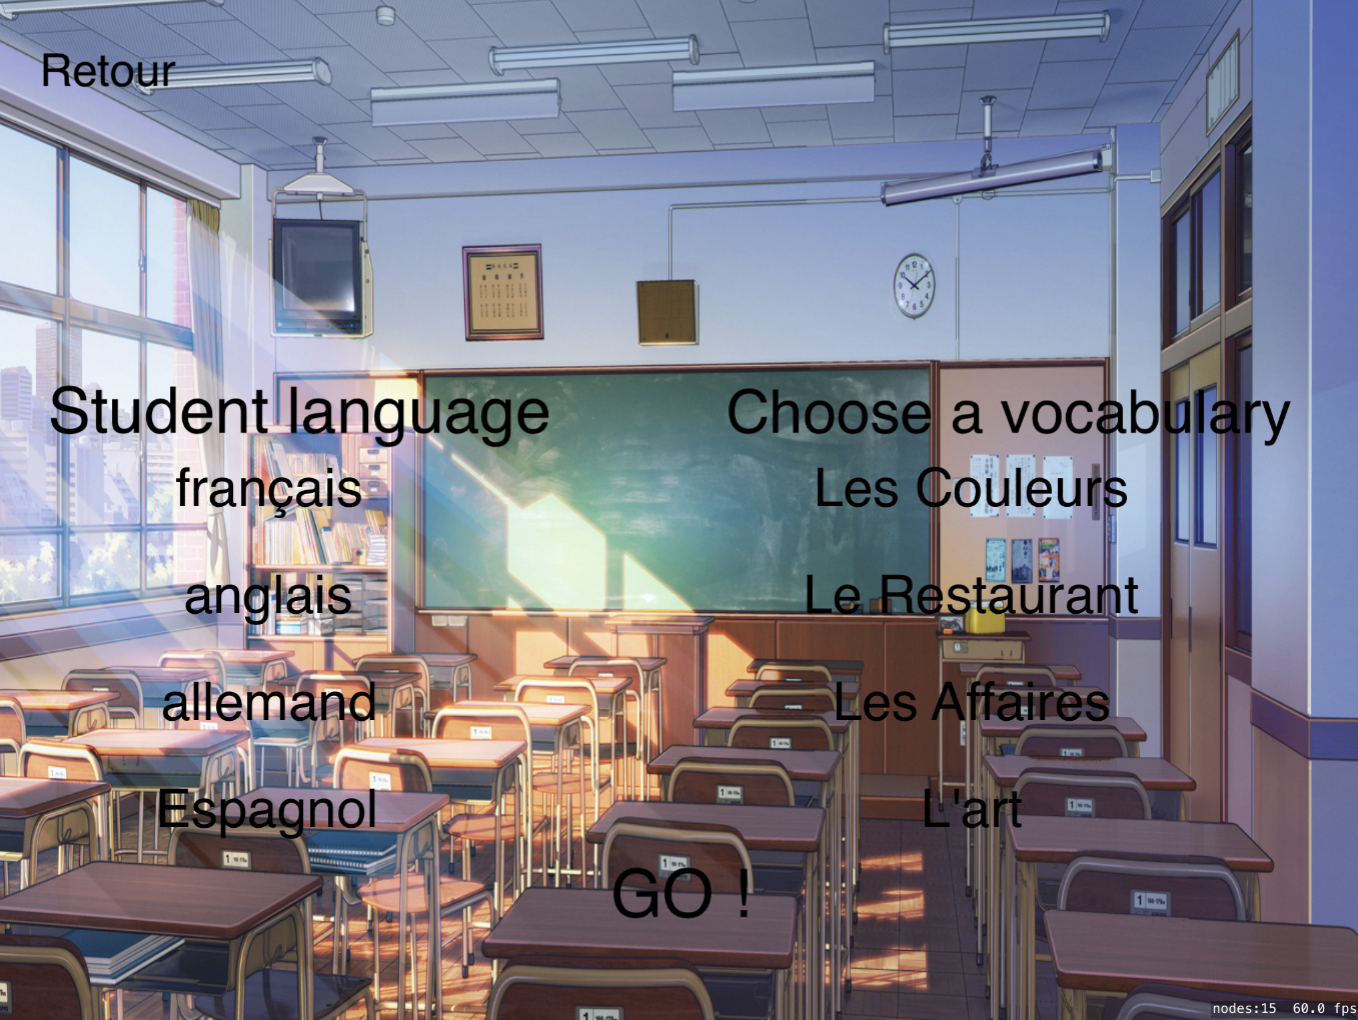 Retour
Student language
Choose a vocabulary
français
Les Couleurs
anglais
Le Restaurant
allemand
Les Affaires
Espagnol
L'art
GO !
nodes:15 60.0 fps